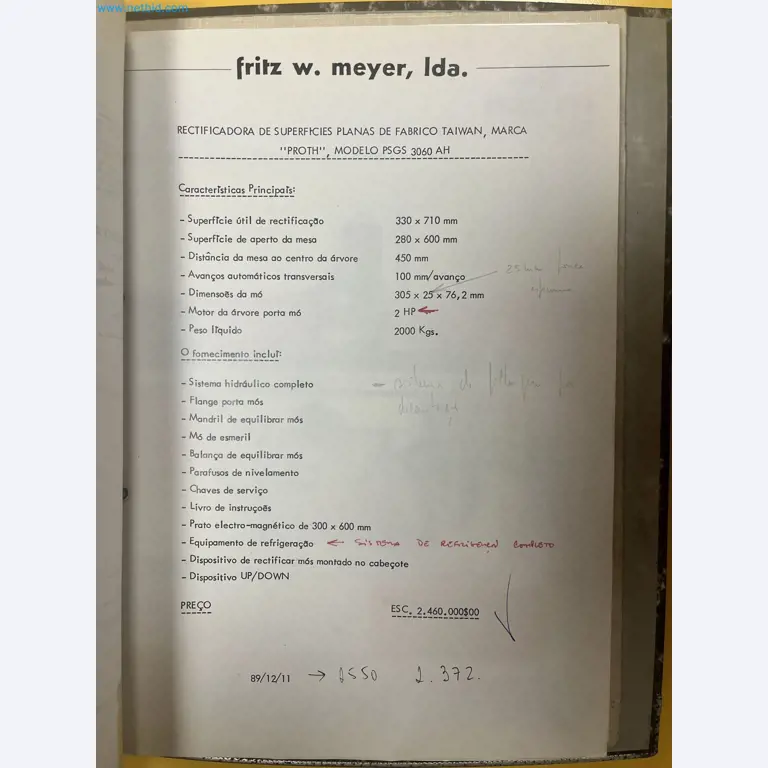 www.netbid.com
fritz w. meyer, lda.
RECTIFICADORA DE SUPERFICIES PLANAS DE FABRICO TAIWAN, MARCA
"PROTH", MODELO PSGS 3060 AH
Características Principais:
- Superfície útil de rectificação 330 x 710 mm
- Superfície de aperto da mesa 280 x 600 mm
- Distância da mesa ao centro da árvore 450 mm
- Avanços automáticos transversais 100 mm/avanço
- Dimensoẽs da mó 305 x 25 x 76,2 mm
- Motor da árvore porta mó 2 HP
- Peso líquido 2000 Kgs.
O fornecimento inclui:
- Sistema hidráulico completo
- Flange porta mós
- Mandril de equilibrar mós
- Mó de esmeril
- Balança de equilibrar mós
- Parafusos de nivelamento
- Chaves de serviço
- Livro de instruçoẽs
- Prato electro-magnético de 300 x 600 mm
- Equipamento de refrigeração ← SISTEMA DE COMPLETO
- Dispositivo de rectificar mós montado no cabeçote
- Dispositivo UP/DOWN
PREÇO ESC. 2.460.000$00
89/12/11 → 2.372.